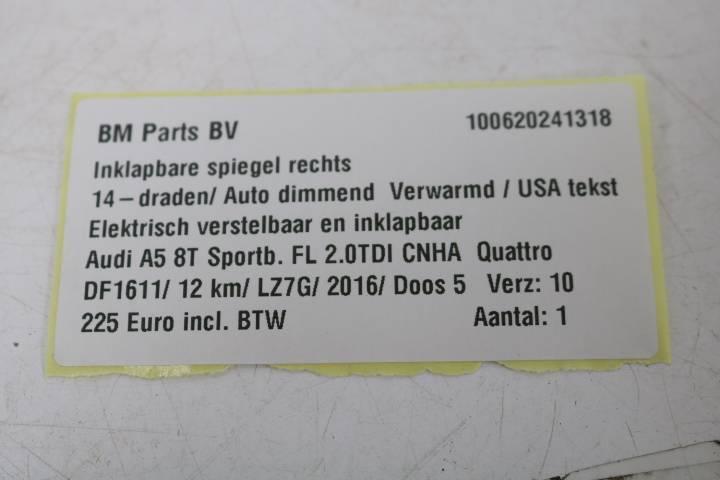 BM Parts BV 100620241318
Inklapbare spiegel rechts
14-draden/ Auto dimmend Verwarmd / USA tekst
Elektrisch verstelbaar en inklapbaar
Audi A5 8T Sportb. FL 2.0TDI CNHA Quattro
DF1611/ 12 km/ LZ7G/ 2016/ Doos 5 Verz: 10
225 Euro incl. BTW Aantal: 1